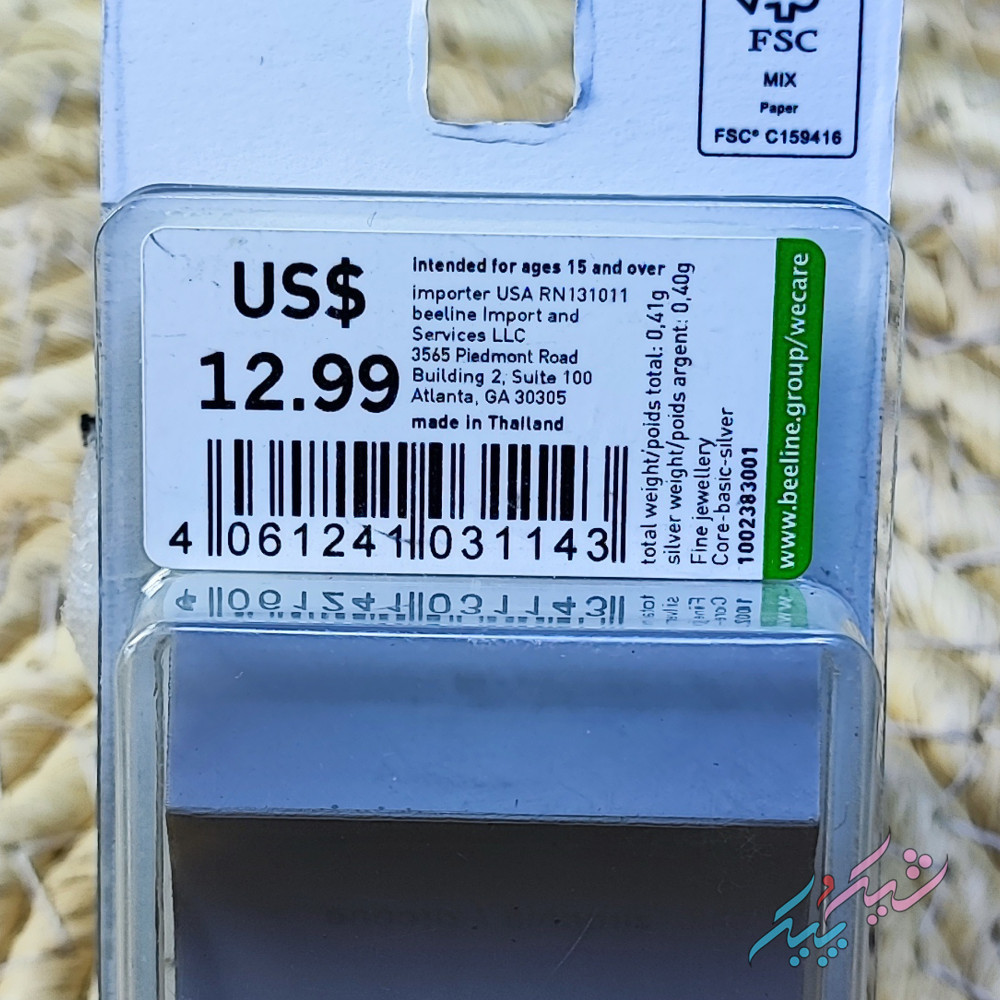 FSC
MIX
Paper
FSC® C159416
US$
12.99
intended for ages 15 and over
importer USA RN131011
beeline Import and
Services LLC
3565 Piedmont Road
Building 2, Suite 100
Atlanta, GA 30305
made in Thailand
4 061241 031143
total weight/poids total: 0,41g
silver weight/poids argent: 0,40g
Fine jewellery
Core-basic-silver
1002383001
www.beeline.group/wecare
شیک و پیک